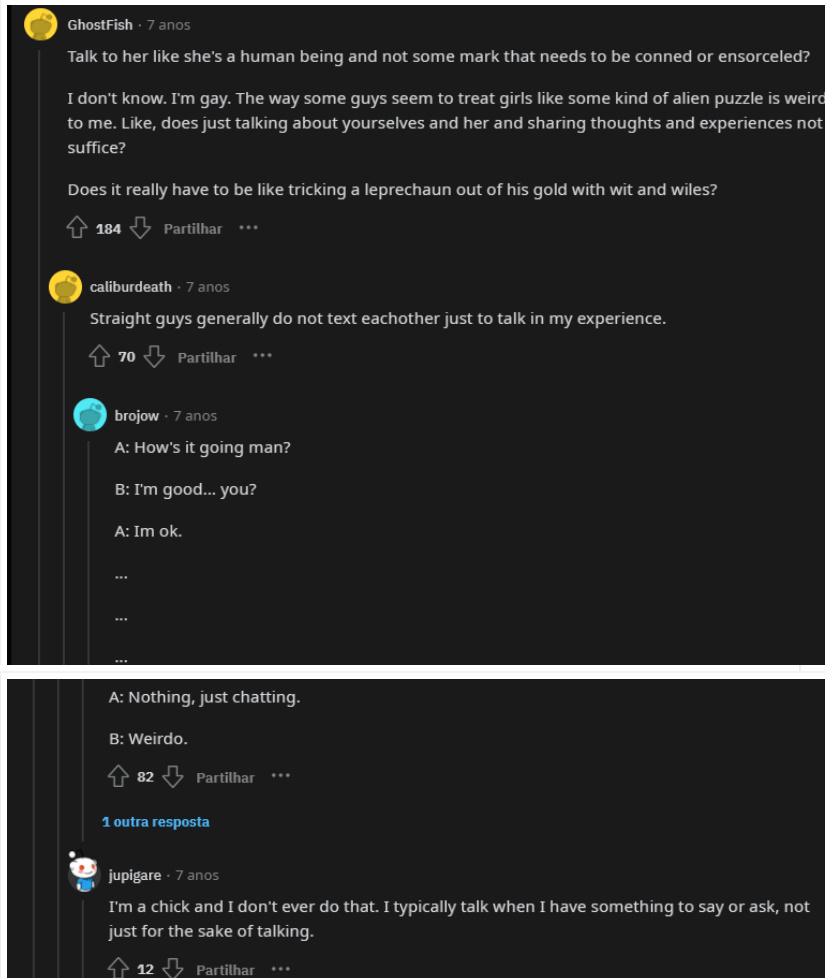 GhostFish · 7 anos
Talk to her like she's a human being and not some mark that needs to be conned or ensorceled?
I don't know. I'm gay. The way some guys seem to treat girls like some kind of alien puzzle is weird
to me. Like, does just talking about yourselves and her and sharing thoughts and experiences not
suffice?
Does it really have to be like tricking a leprechaun out of his gold with wit and wiles?
184 Partilhar ...
caliburdeath · 7 anos
Straight guys generally do not text eachother just to talk in my experience.
70 Partilhar ...
brojow · 7 anos
A: How's it going man?
B: I'm good... you?
A: Im ok.
...
...
...
A: Nothing, just chatting.
B: Weirdo.
82 Partilhar ...
1 outra resposta
jupigare · 7 anos
I'm a chick and I don't ever do that. I typically talk when I have something to say or ask, not
just for the sake of talking.
12 Partilhar ...